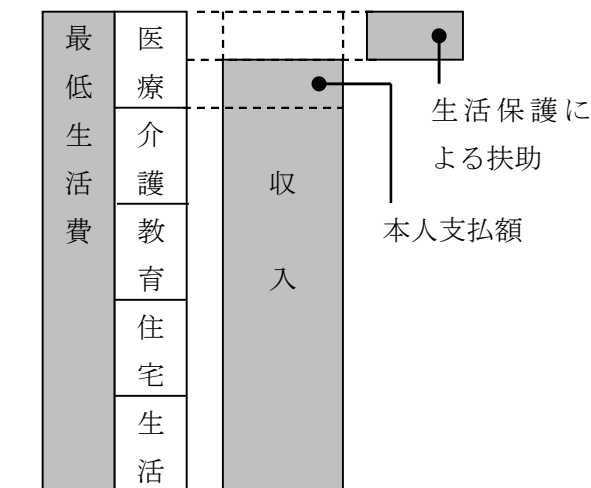 最低生活費
医療
介護
教育
住宅
生活
収入
生活保護に
よる扶助
本人支払額